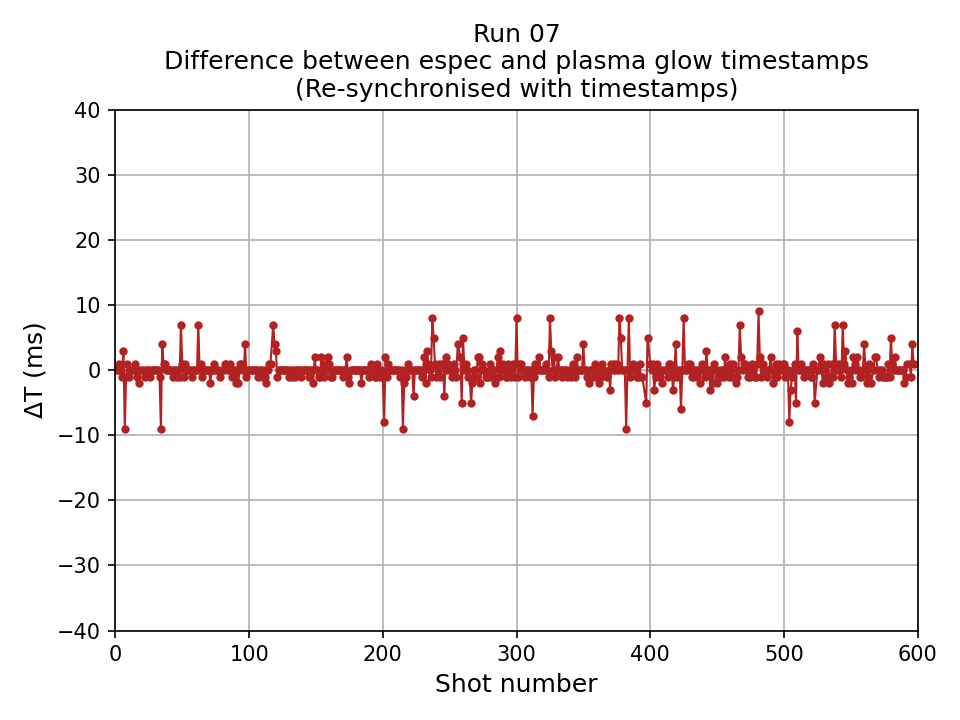 Run 07
Difference between espec and plasma glow timestamps
(Re-synchronised with timestamps)
40
30
20
10
0
−10
−20
−30
−40
ΔT (ms)
0 100 200 300 400 500 600
Shot number